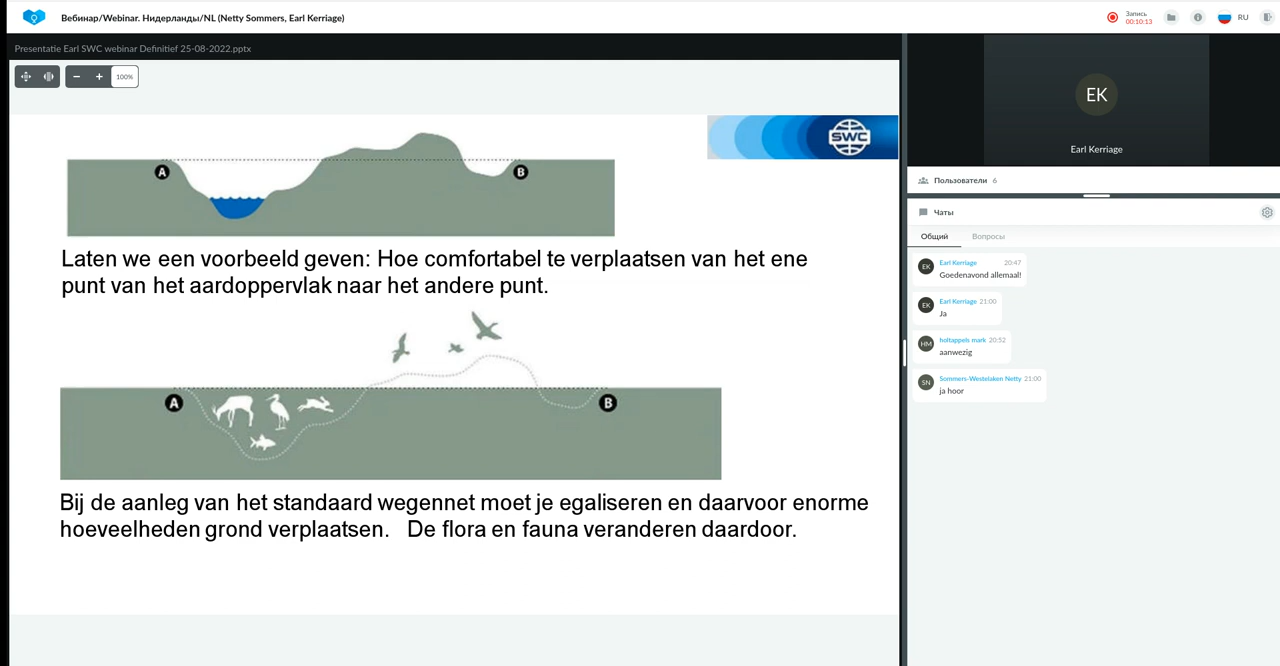 Вебинар/Webinar. Нидерланды/NL (Netty Sommers, Earl Kerriage)
Запись
00:10:13
RU
Presentatie Earl SWC webinar Definitief 25-08-2022.pptx
100%
SWC
A
B
Laten we een voorbeeld geven: Hoe comfortabel te verplaatsen van het ene
punt van het aardoppervlak naar het andere punt.
A
B
Bij de aanleg van het standaard wegennet moet je egaliseren en daarvoor enorme
hoeveelheden grond verplaatsen. De flora en fauna veranderen daardoor.
EK
Earl Kerriage
Пользователи 6
Чаты
Общий Вопросы
EK Earl Kerriage 20:47
Goedenavond allemaal!
EK Earl Kerriage 21:00
Ja
HM holtappels mark 20:52
aanwezig
SN Sommers-Westelaken Netty 21:00
ja hoor